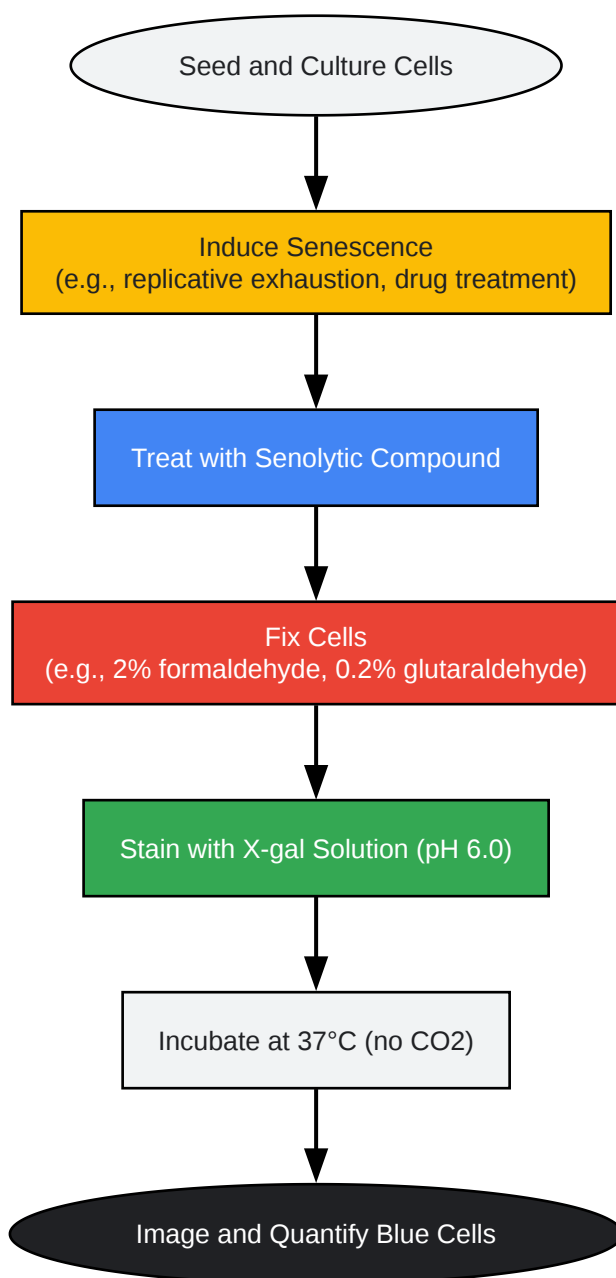 Seed and Culture Cells
Induce Senescence
(e.g., replicative exhaustion, drug treatment)
Treat with Senolytic Compound
Fix Cells
(e.g., 2% formaldehyde, 0.2% glutaraldehyde)
Stain with X-gal Solution (pH 6.0)
Incubate at 37°C (no CO2)
Image and Quantify Blue Cells